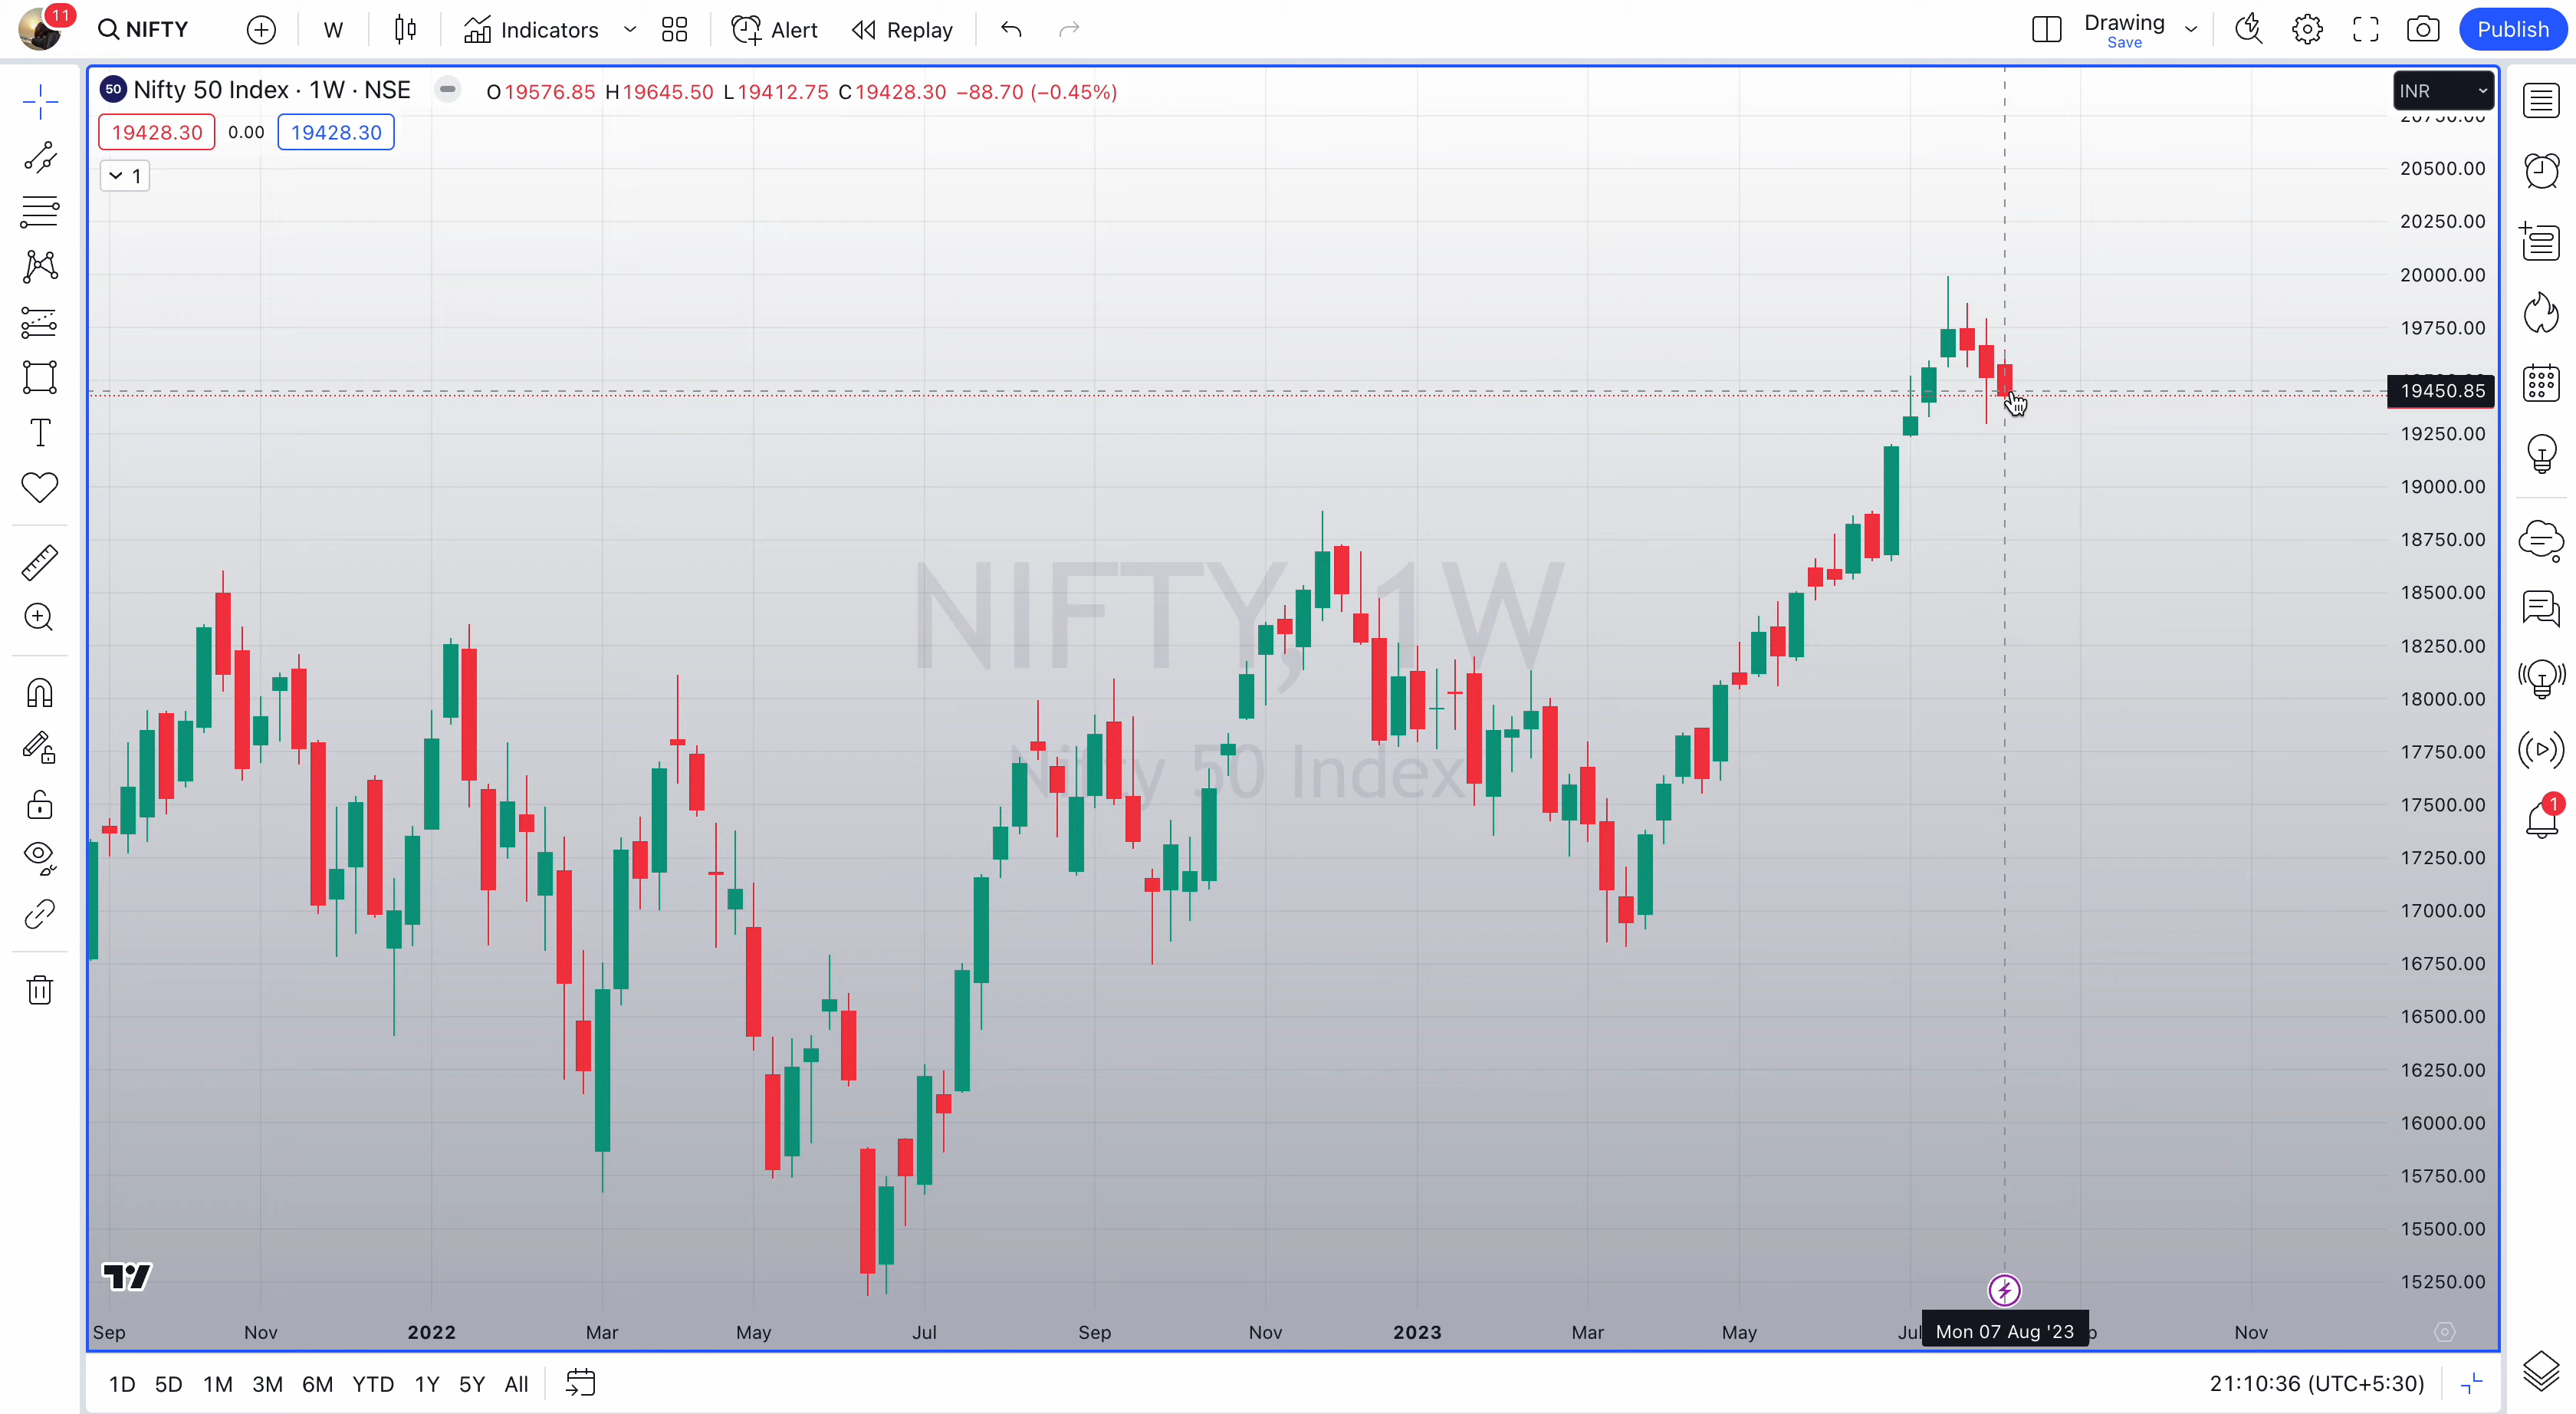 11
NIFTY
W
Indicators
Alert
Replay
Drawing
Save
Publish
50 Nifty 50 Index · 1W · NSE
O19576.85 H19645.50 L19412.75 C19428.30 −88.70 (−0.45%)
19428.30 0.00 19428.30
1
INR
20750.00
20500.00
20250.00
20000.00
19750.00
19450.85
19250.00
19000.00
18750.00
18500.00
18250.00
18000.00
17750.00
17500.00
17250.00
17000.00
16750.00
16500.00
16250.00
16000.00
15750.00
15500.00
15250.00
NIFTY, 1W
Nifty 50 Index
1
Sep Nov 2022 Mar May Jul Sep Nov 2023 Mar May Jul Mon 07 Aug '23 Nov
1D 5D 1M 3M 6M YTD 1Y 5Y All
21:10:36 (UTC+5:30)